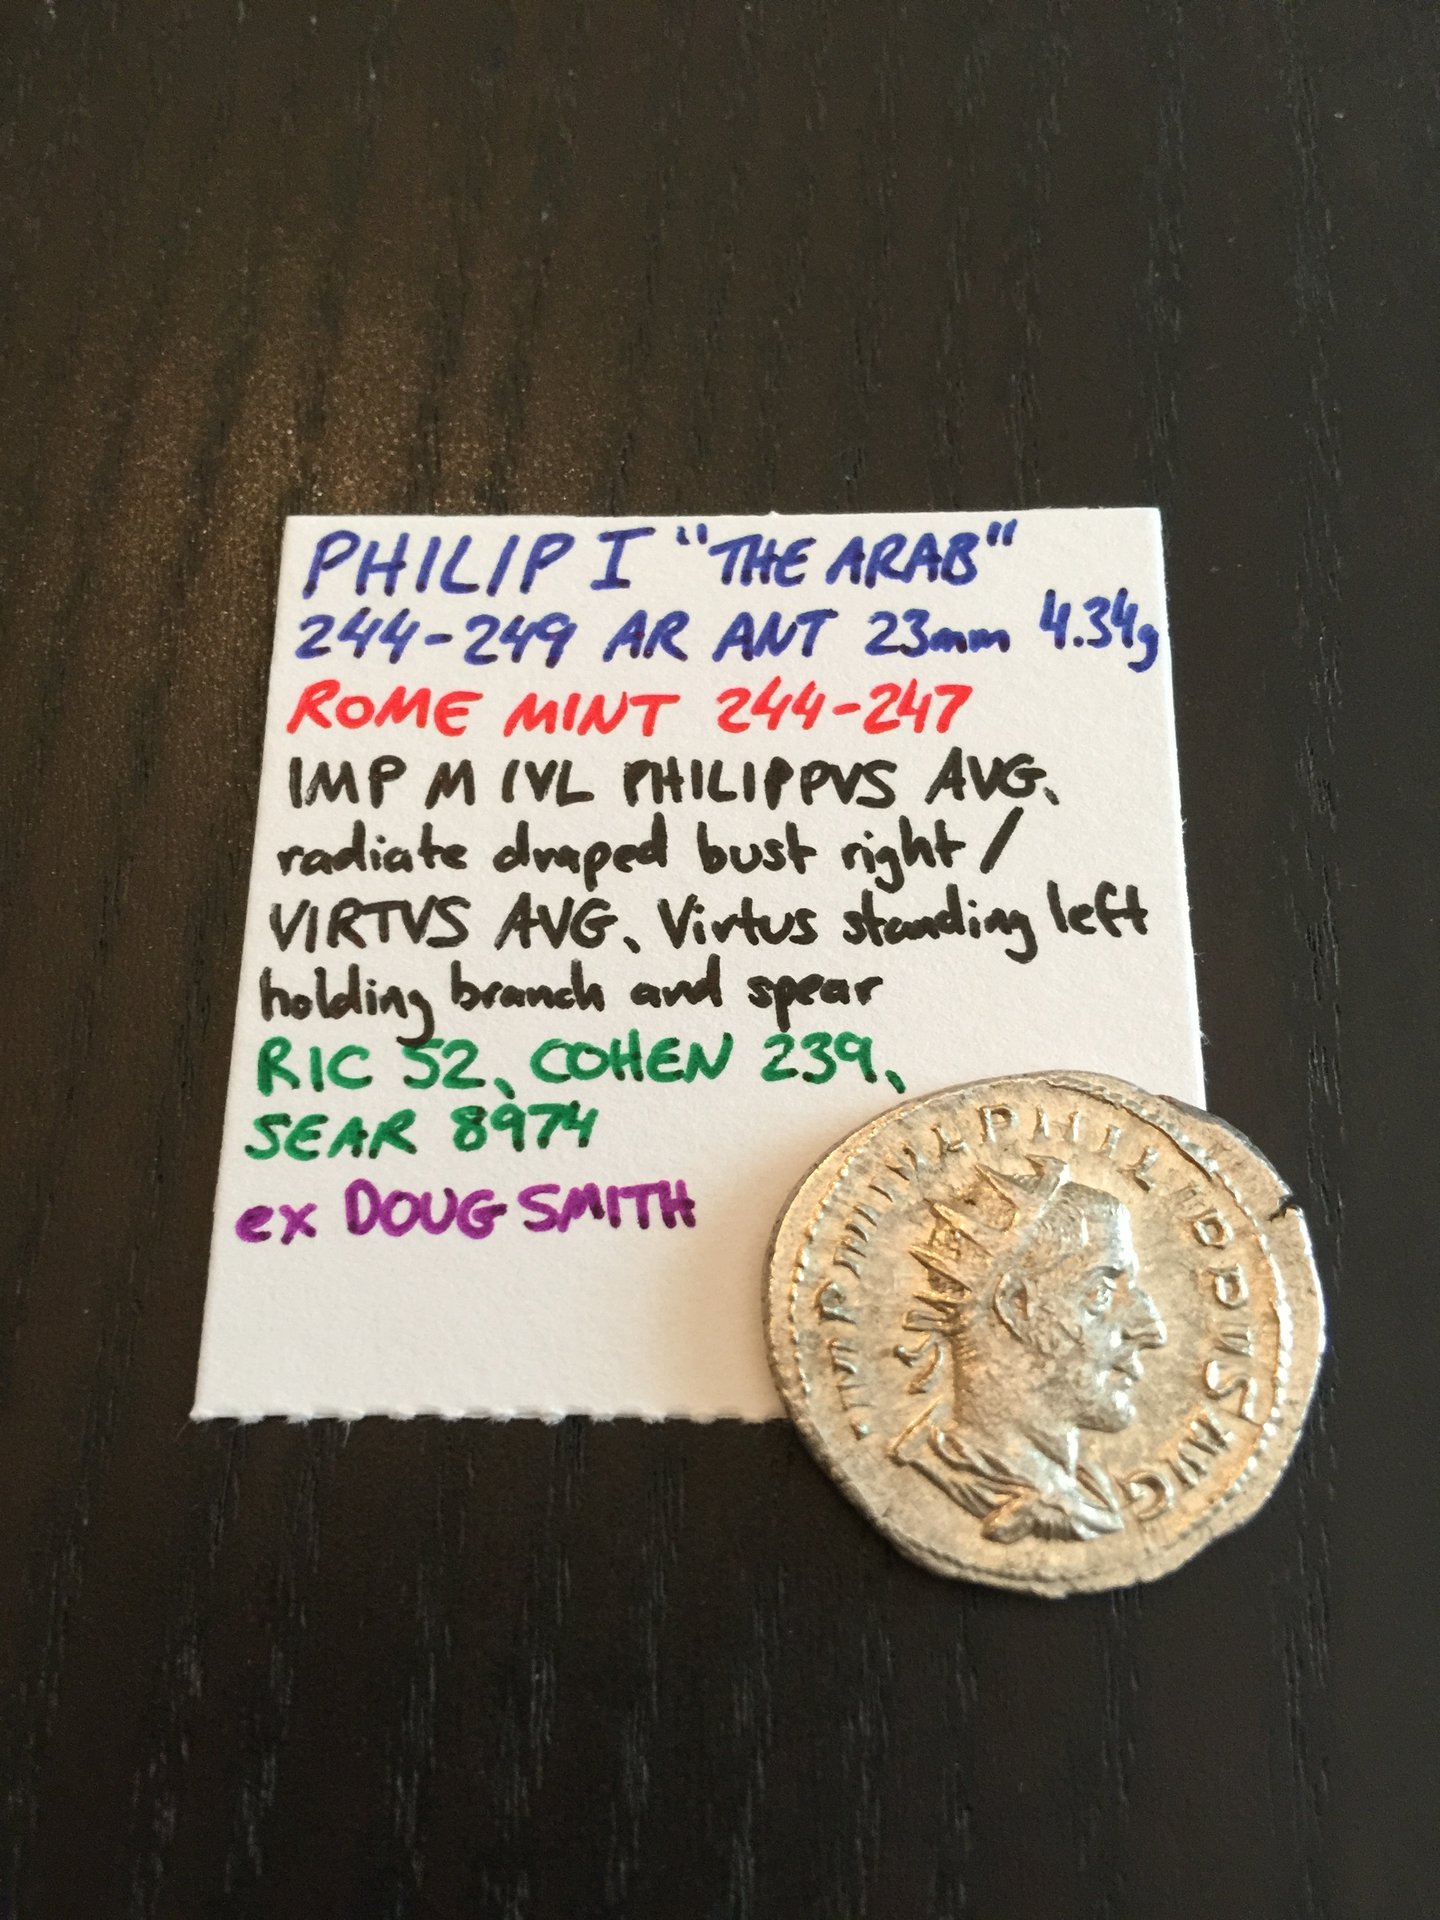 PHILIP I "THE ARAB"
244-249 AR ANT 23mm 4.34g
ROME MINT 244-247
IMP M IVL PHILIPPVS AVG,
radiate draped bust right /
VIRTVS AVG, Virtus standing left
holding branch and spear
RIC 52, COHEN 239,
SEAR 8974
ex DOUG SMITH
IMP M IVL PHILIPPVS AVG